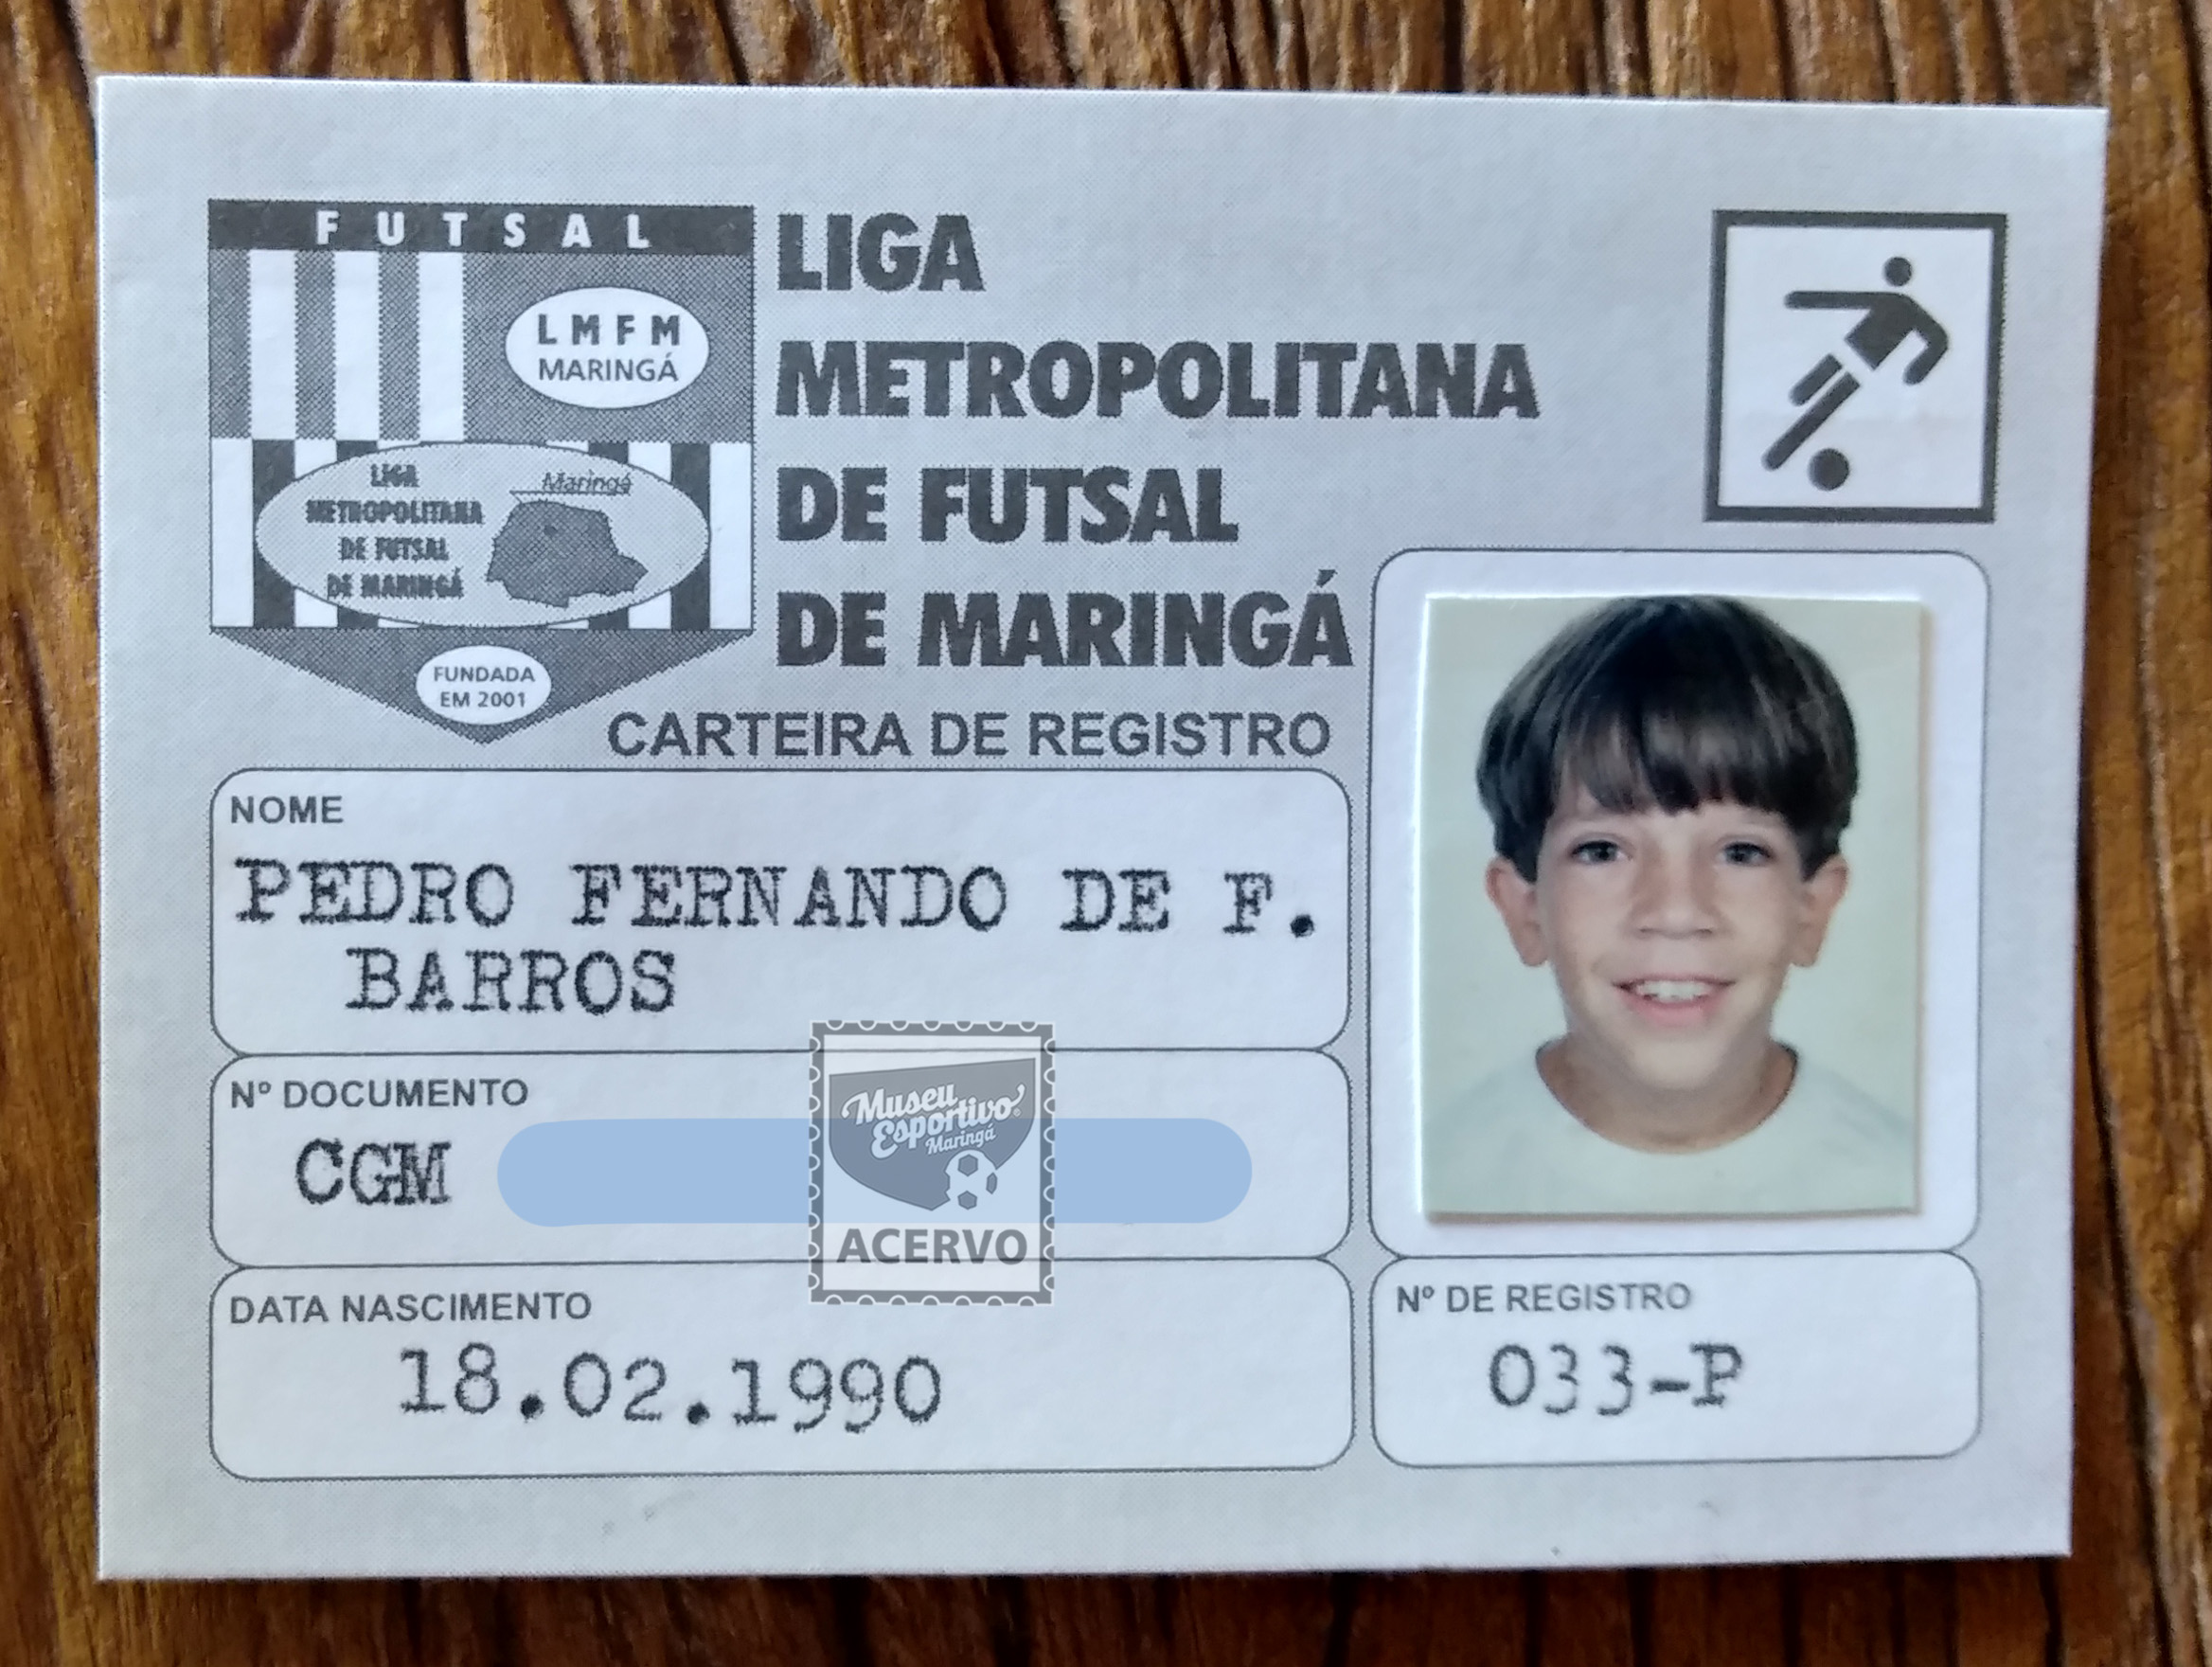 FUTSAL
LMFM
MARINGÁ
LIGA
METROPOLITANA
DE FUTSAL
DE MARINGÁ
Maringá
FUNDADA
EM 2001
LIGA
METROPOLITANA
DE FUTSAL
DE MARINGÁ
CARTEIRA DE REGISTRO
NOME
PEDRO FERNANDO DE F.
BARROS
Nº DOCUMENTO
CGM
Museu
Esportivo
Maringá
ACERVO
DATA NASCIMENTO
18.02.1990
Nº DE REGISTRO
033-P